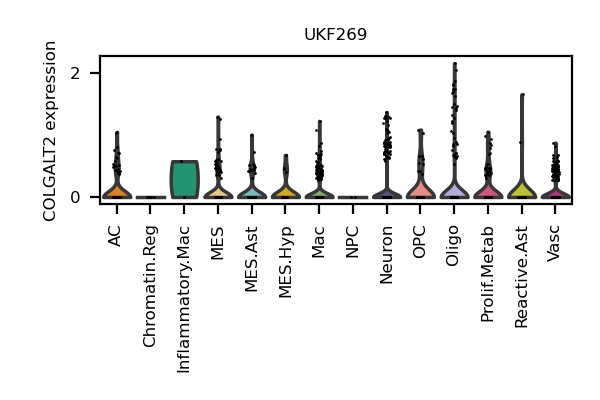 UKF269
COLGALT2 expression
2
0
AC
Chromatin.Reg
Inflammatory.Mac
MES
MES.Ast
MES.Hyp
Mac
NPC
Neuron
OPC
Oligo
Prolif.Metab
Reactive.Ast
Vasc